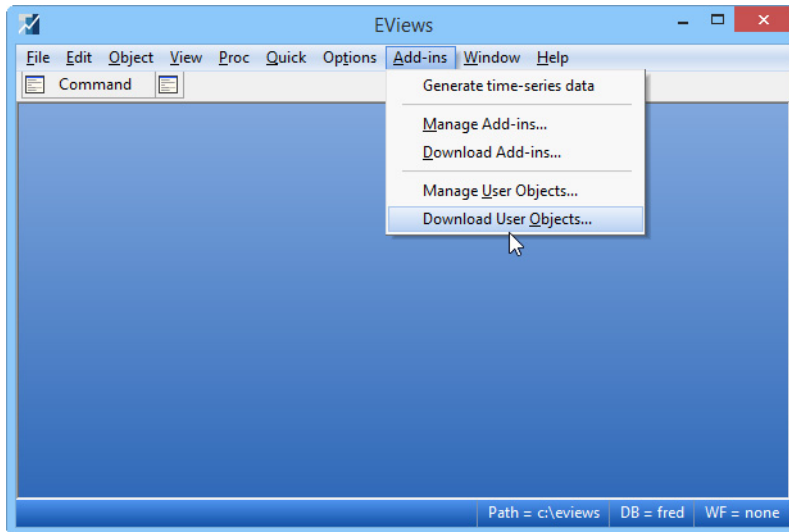 EViews
File Edit Object View Proc Quick Options Add-ins Window Help
Command
Generate time-series data
Manage Add-ins...
Download Add-ins...
Manage User Objects...
Download User Objects...
Path = c:\eviews DB = fred WF = none